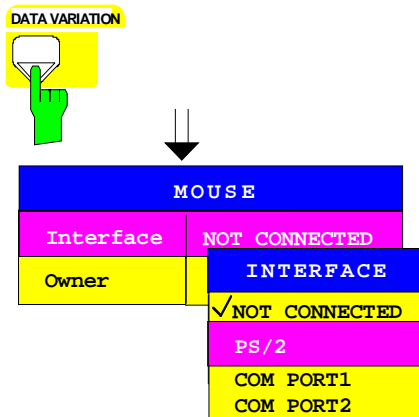 DATA VARIATION
MOUSE
Interface NOT CONNECTED
Owner
INTERFACE
✓NOT CONNECTED
PS/2
COM PORT1
COM PORT2